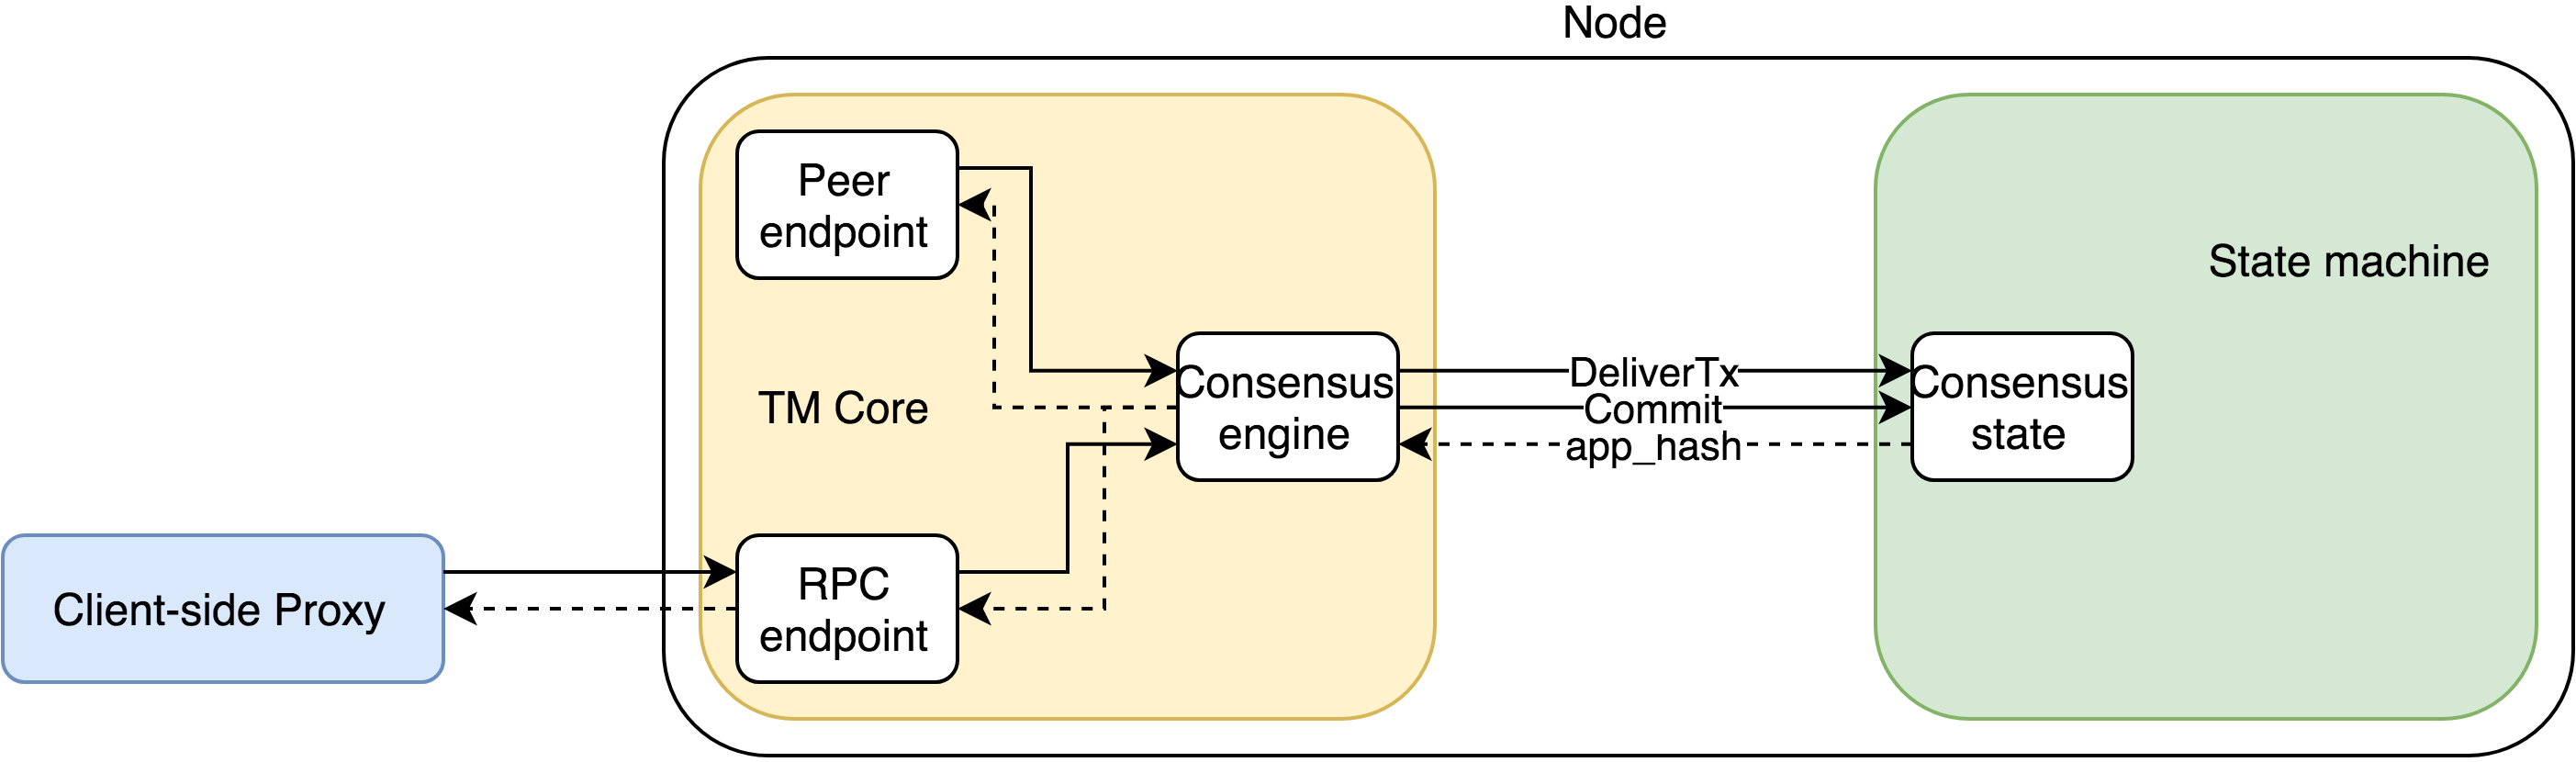 Node
Peer
endpoint
State machine
TM Core
Consensus
engine
DeliverTx
Commit
app_hash
Consensus
state
Client-side Proxy
RPC
endpoint